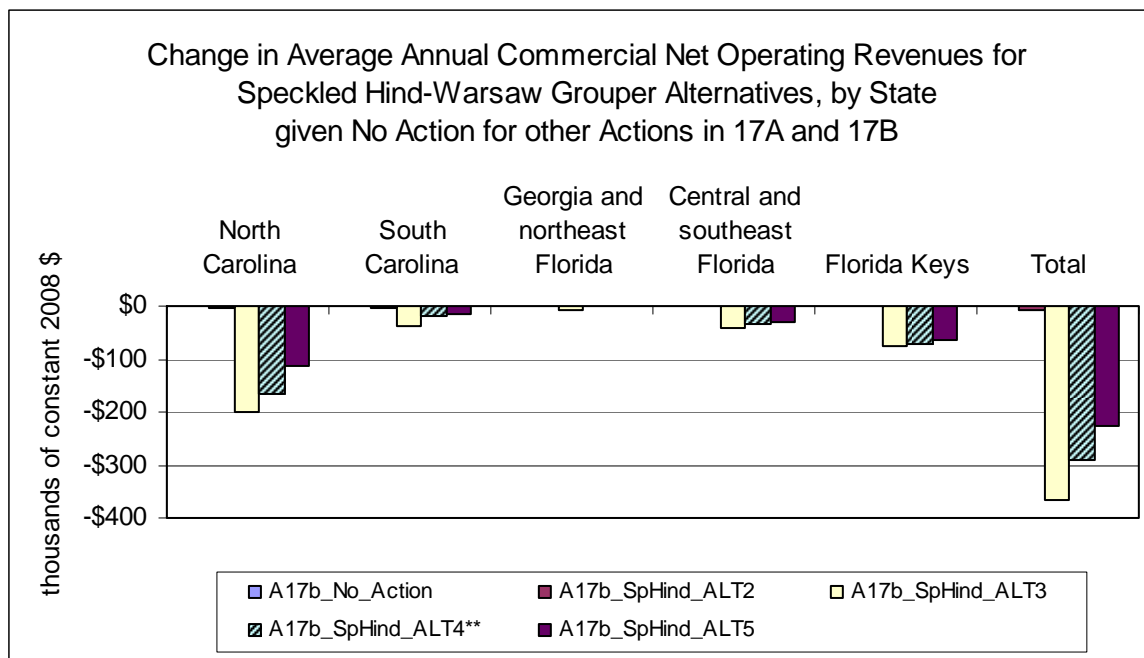 Change in Average Annual Commercial Net Operating Revenues for
Speckled Hind-Warsaw Grouper Alternatives, by State
given No Action for other Actions in 17A and 17B
North
Carolina
South
Carolina
Georgia and
northeast
Florida
Central and
southeast
Florida
Florida Keys
Total
thousands of constant 2008 $
$0
-$100
-$200
-$300
-$400
A17b_No_Action
A17b_SpHind_ALT2
A17b_SpHind_ALT3
A17b_SpHind_ALT4**
A17b_SpHind_ALT5